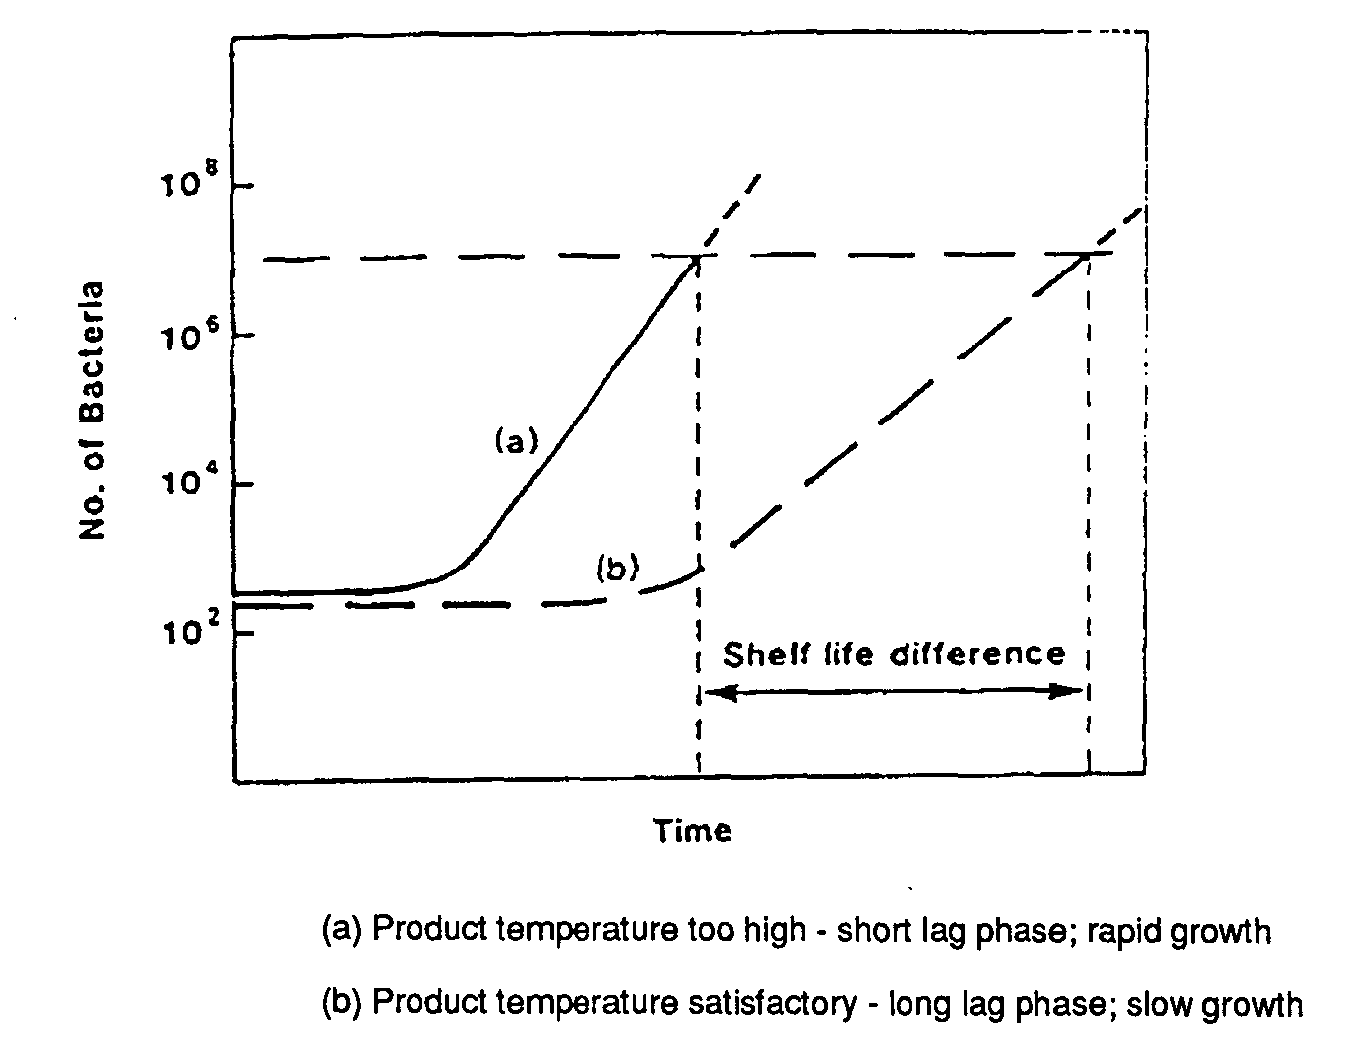 10⁸
10⁶
10⁴
10²
No. of Bacteria
(a)
(b)
Shelf life difference
Time
(a) Product temperature too high - short lag phase; rapid growth
(b) Product temperature satisfactory - long lag phase; slow growth